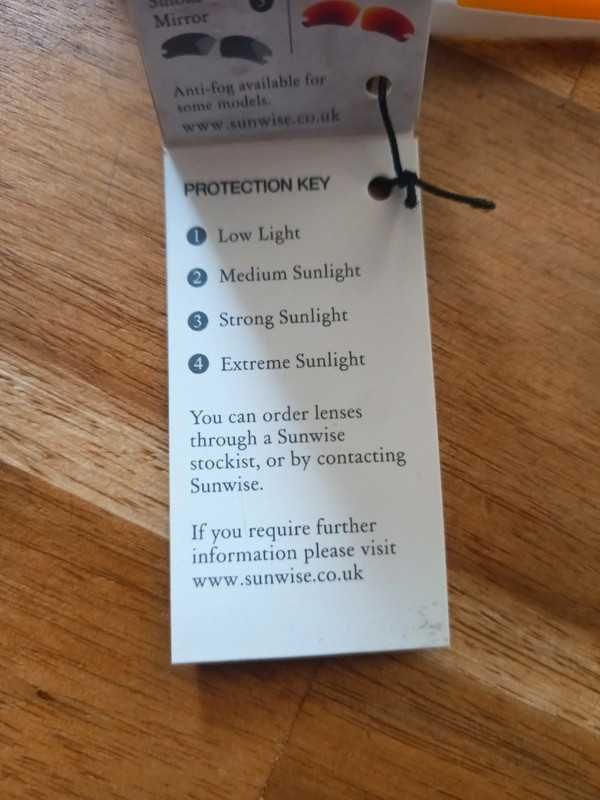 Smoke
Mirror
3
Anti-fog available for
some models.
www.sunwise.co.uk
PROTECTION KEY
1 Low Light
2 Medium Sunlight
3 Strong Sunlight
4 Extreme Sunlight
You can order lenses
through a Sunwise
stockist, or by contacting
Sunwise.
If you require further
information please visit
www.sunwise.co.uk